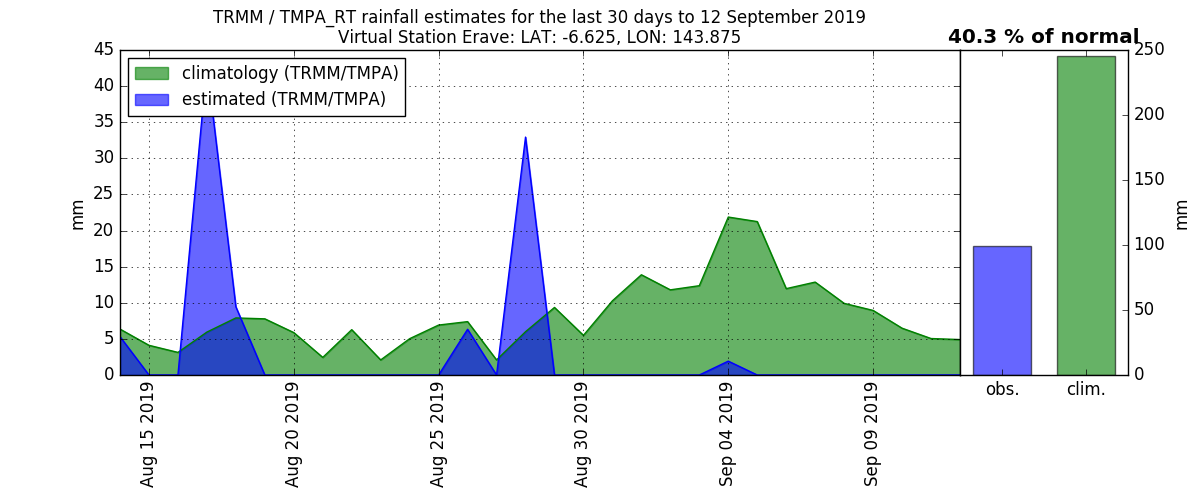 TRMM / TMPA_RT rainfall estimates for the last 30 days to 12 September 2019
Virtual Station Erave: LAT: -6.625, LON: 143.875
40.3 % of normal
climatology (TRMM/TMPA)
estimated (TRMM/TMPA)
mm
45
40
35
30
25
20
15
10
5
0
Aug 15 2019
Aug 20 2019
Aug 25 2019
Aug 30 2019
Sep 04 2019
Sep 09 2019
obs.
clim.
250
200
150
100
50
0
mm